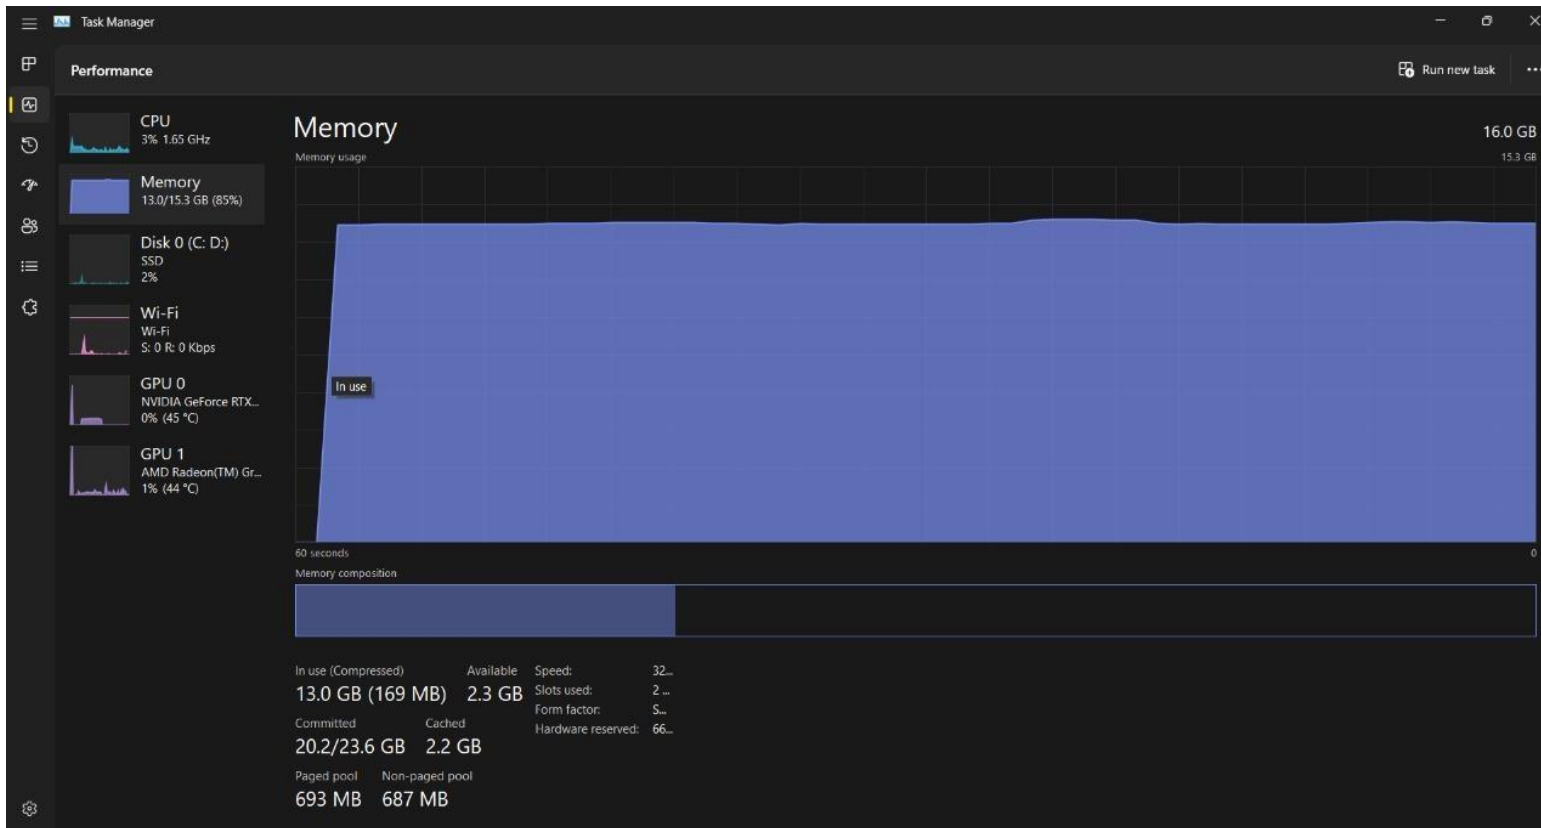 Task Manager
Performance
Run new task
CPU
3% 1.65 GHz
Memory
13.0/15.3 GB (85%)
Disk 0 (C: D:)
SSD
2%
Wi-Fi
Wi-Fi
S: 0 R: 0 Kbps
GPU 0
NVIDIA GeForce RTX...
0% (45 °C)
GPU 1
AMD Radeon(TM) Gr...
1% (44 °C)
Memory 16.0 GB
Memory usage 15.3 GB
In use
60 seconds 0
Memory composition
In use (Compressed) Available
13.0 GB (169 MB) 2.3 GB
Committed Cached
20.2/23.6 GB 2.2 GB
Paged pool Non-paged pool
693 MB 687 MB
Speed: 32...
Slots used: 2 ...
Form factor: S...
Hardware reserved: 66...